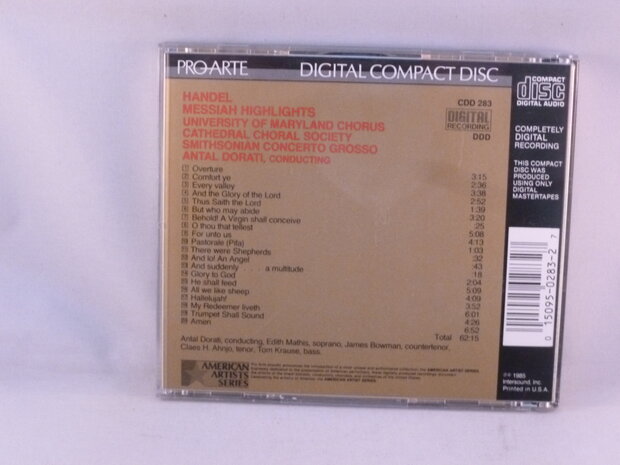 PRO-ARTE DIGITAL COMPACT DISC
COMPACT
disc
DIGITAL AUDIO
HANDEL
MESSIAH HIGHLIGHTS
UNIVERSITY OF MARYLAND CHORUS
CATHEDRAL CHORAL SOCIETY
SMITHSONIAN CONCERTO GROSSO
ANTAL DORATI, CONDUCTING
CDD 283
DIGITAL
RECORDING
DDD
Overture
Comfort ye 3:15
Every valley 2:36
And the Glory of the Lord 3:38
Thus Saith the Lord 2:52
But who may abide 1:39
Behold! A Virgin shall conceive 3:20
O thou that tellest :25
For unto us 5:08
Pastorale (Pifa) 4:13
There were Shepherds 1:03
And lo! An Angel :32
And suddenly . . . . a multitude :43
Glory to God :18
He shall feed 2:04
All we like sheep 5:09
Hallelujah! 4:09
My Redeemer liveth 3:52
Trumpet Shall Sound 6:01
Amen 4:26
6:52
Total 62:15
Antal Dorati, conducting, Edith Mathis, soprano, James Bowman, countertenor,
Claes H. Ahnjo, tenor, Tom Krause, bass.
AMERICAN
ARTISTS
SERIES
COMPLETELY
DIGITAL
RECORDING
THIS COMPACT
DISC WAS
PRODUCED
USING ONLY
DIGITAL
MASTERTAPES
0 15095-0283-2 7
1985
Intersound, Inc.
Printed in U.S.A.